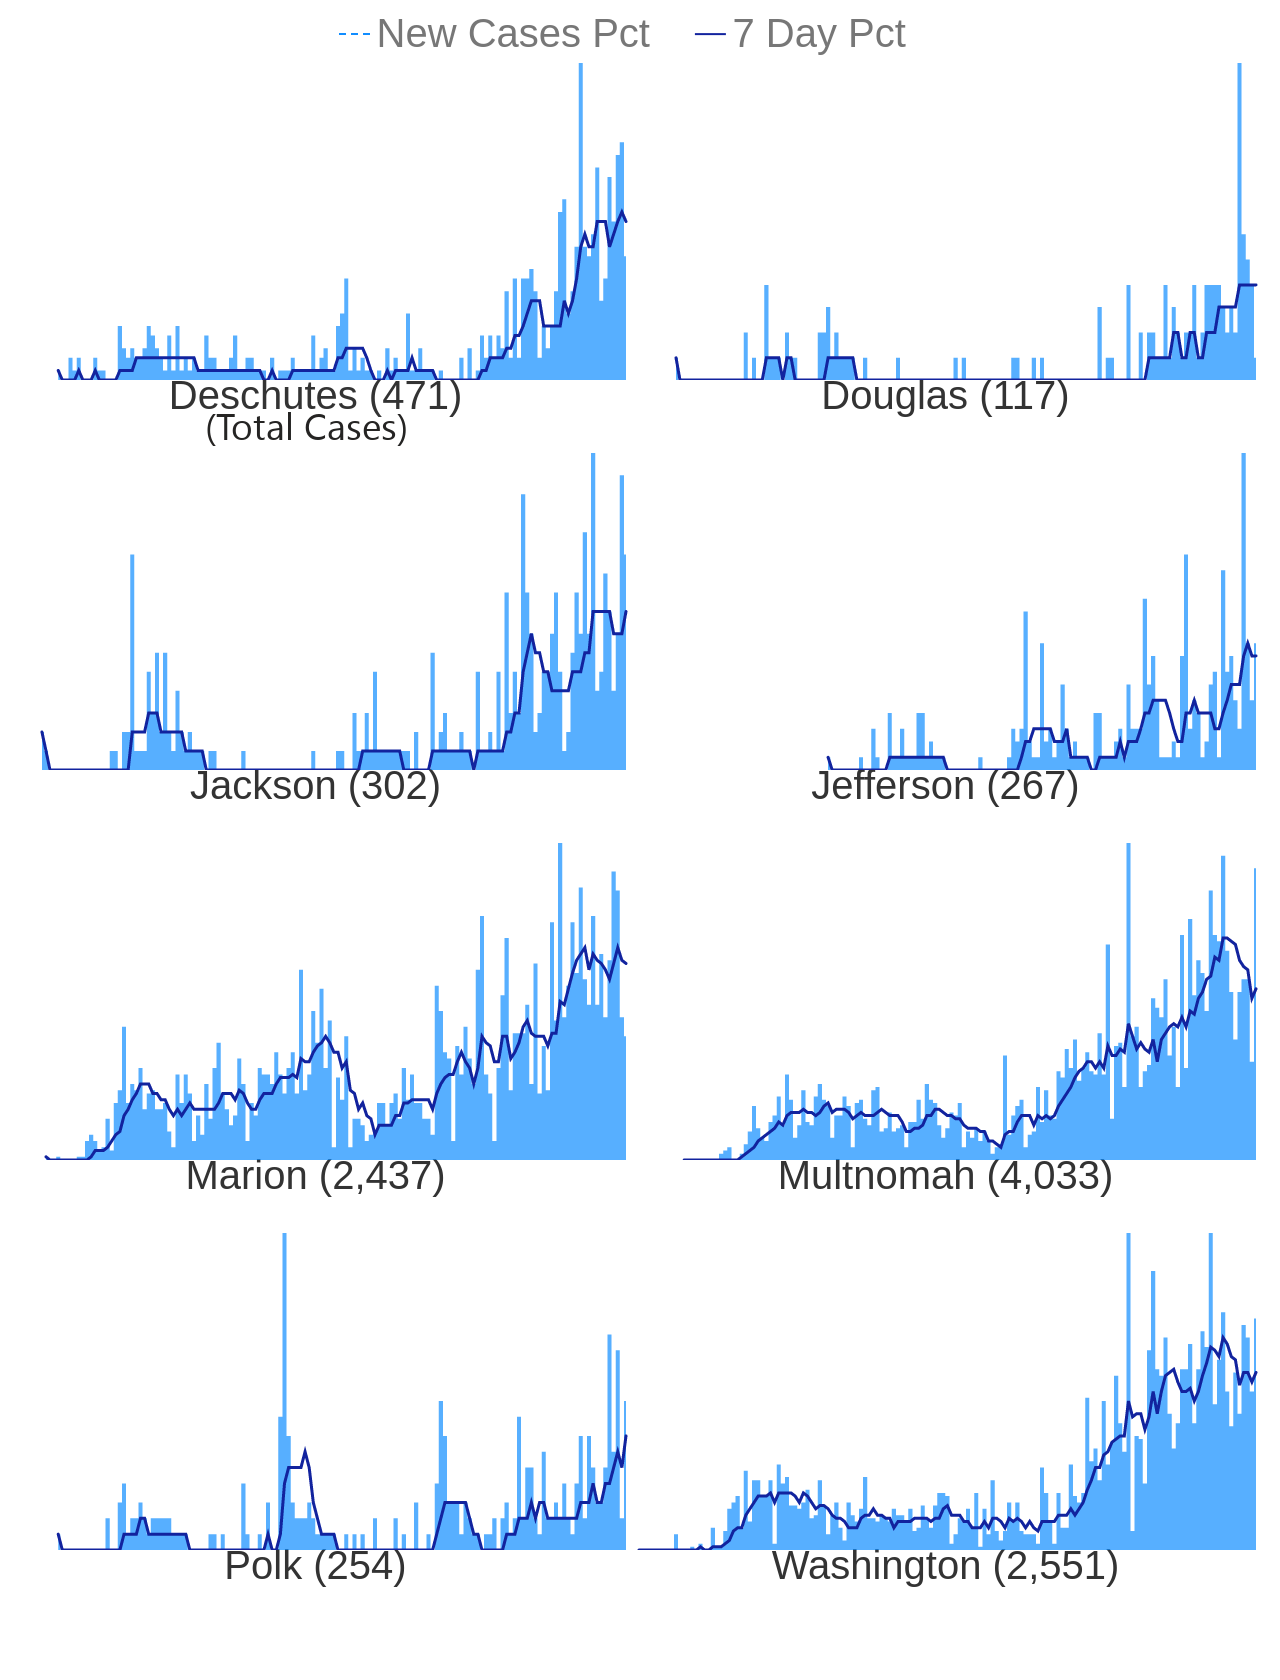 New Cases Pct 7 Day Pct
Deschutes (471) Douglas (117)
(Total Cases)
Jackson (302) Jefferson (267)
Marion (2,437) Multnomah (4,033)
Polk (254) Washington (2,551)